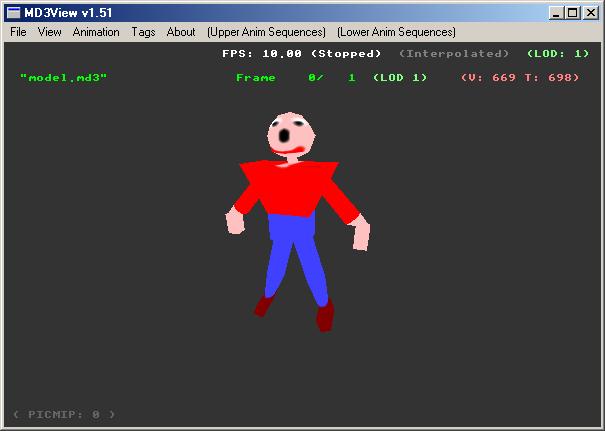 MD3View v1.51
File View Animation Tags About (Upper Anim Sequences) (Lower Anim Sequences)
FPS: 10.00 (Stopped) (Interpolated) (LOD: 1)
"model.md3" Frame 0/ 1 (LOD 1) (V: 669 T: 698)
( PICMIP: 0 )